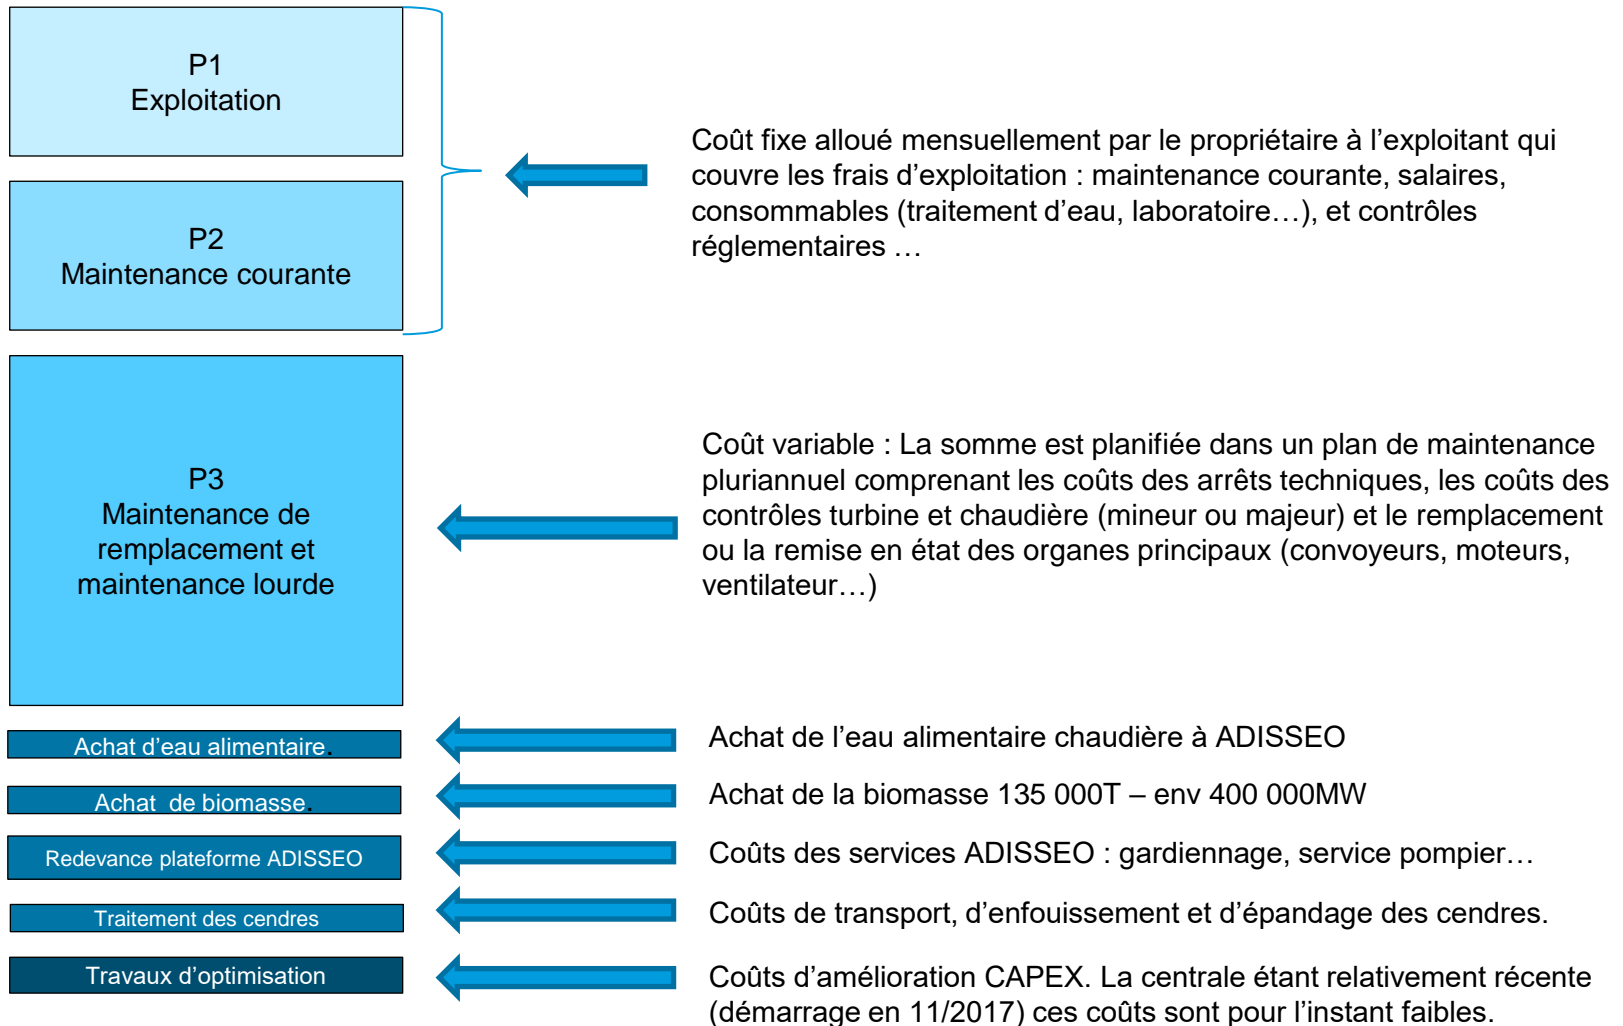 P1
Exploitation
Coût fixe alloué mensuellement par le propriétaire à l’exploitant qui
couvre les frais d’exploitation : maintenance courante, salaires,
consommables (traitement d’eau, laboratoire…), et contrôles
réglementaires …
P2
Maintenance courante
P3
Maintenance de
remplacement et
maintenance lourde
Coût variable : La somme est planifiée dans un plan de maintenance
pluriannuel comprenant les coûts des arrêts techniques, les coûts des
contrôles turbine et chaudière (mineur ou majeur) et le remplacement
ou la remise en état des organes principaux (convoyeurs, moteurs,
ventilateur…)
Achat d’eau alimentaire.
Achat de l’eau alimentaire chaudière à ADISSEO
Achat de biomasse.
Achat de la biomasse 135 000T – env 400 000MW
Redevance plateforme ADISSEO
Coûts des services ADISSEO : gardiennage, service pompier…
Traitement des cendres
Coûts de transport, d’enfouissement et d’épandage des cendres.
Travaux d’optimisation
Coûts d’amélioration CAPEX. La centrale étant relativement récente
(démarrage en 11/2017) ces coûts sont pour l’instant faibles.